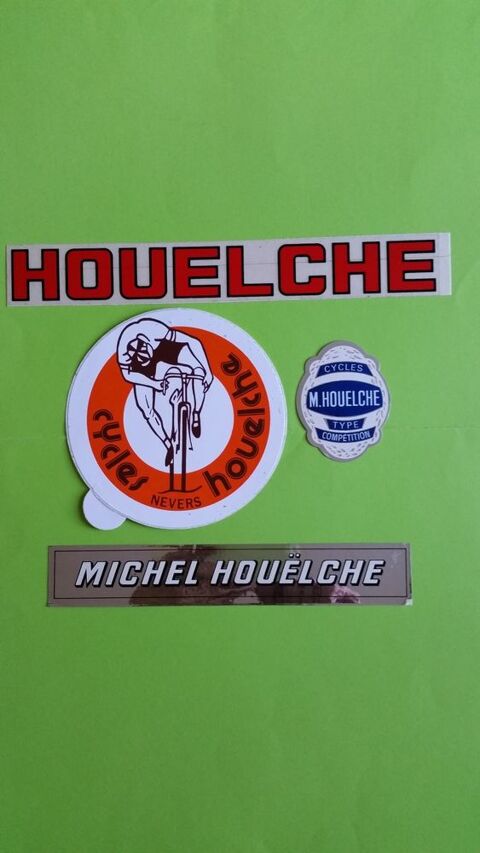 HOUELCHE
cycles houelche
NEVERS
CYCLES
M.HOUELCHE
TYPE
COMPETITION
MICHEL HOUËLCHE